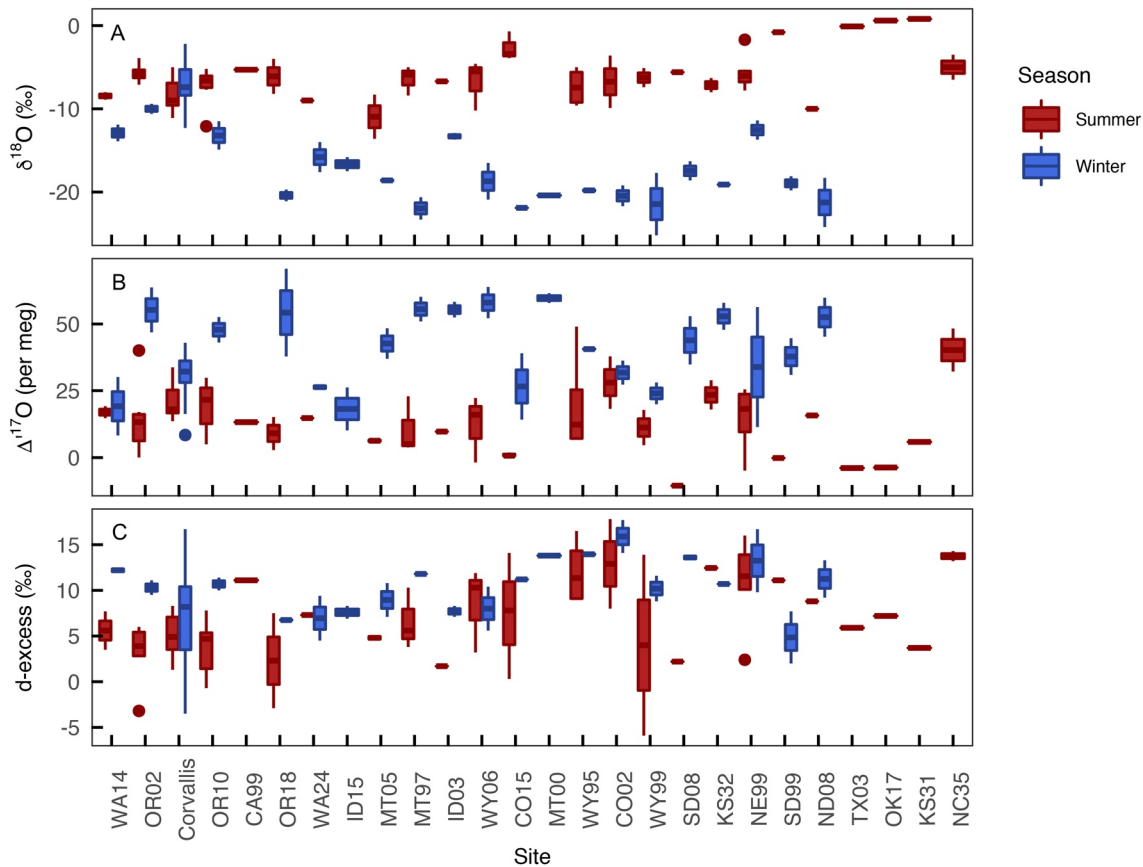 A
0
-10
-20
δ¹⁸O (‰)
B
50
25
0
Δ'¹⁷O (per meg)
C
15
10
5
0
-5
d-excess (‰)
WA14
OR02
Corvallis
OR10
CA99
OR18
WA24
ID15
MT05
MT97
ID03
WY06
CO15
MT00
WY95
CO02
WY99
SD08
KS32
NE99
SD99
ND08
TX03
OK17
KS31
NC35
Site
Season
Summer
Winter